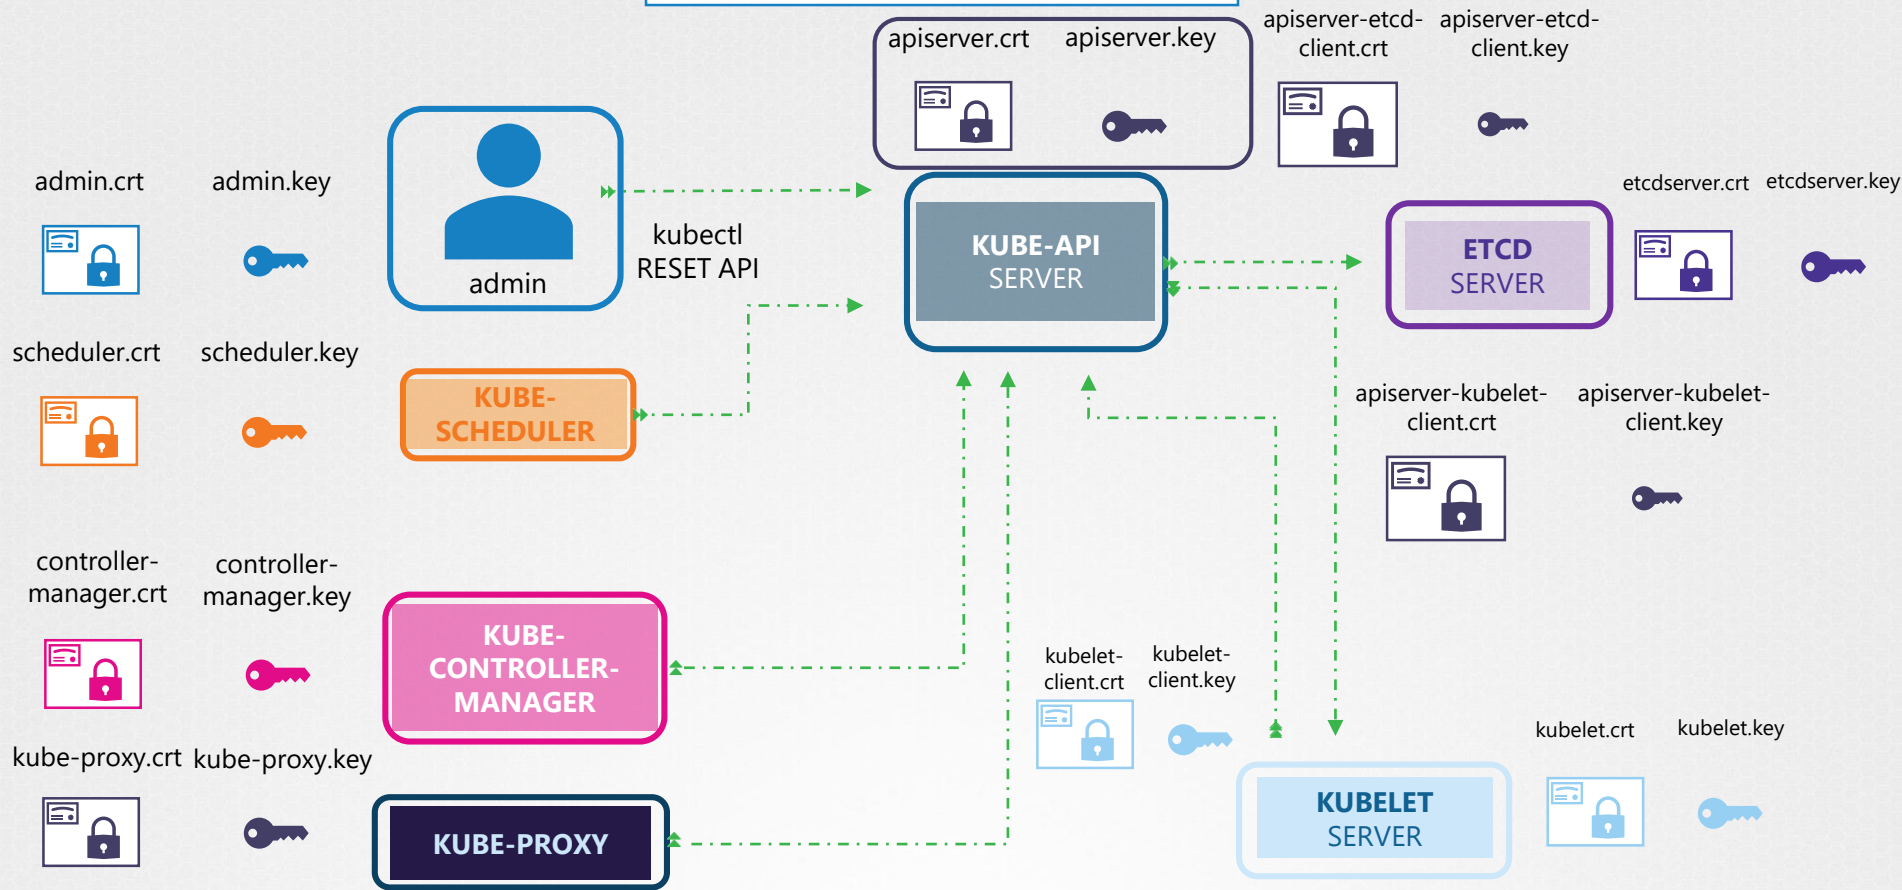 apiserver.crt
apiserver.key
apiserver-etcd-
client.crt
apiserver-etcd-
client.key
admin.crt
admin.key
admin
kubectl
RESET API
KUBE-API
SERVER
ETCD
SERVER
etcdserver.crt
etcdserver.key
scheduler.crt
scheduler.key
KUBE-
SCHEDULER
apiserver-kubelet-
client.crt
apiserver-kubelet-
client.key
controller-
manager.crt
controller-
manager.key
KUBE-
CONTROLLER-
MANAGER
kubelet-
client.crt
kubelet-
client.key
kube-proxy.crt
kube-proxy.key
KUBE-PROXY
KUBELET
SERVER
kubelet.crt
kubelet.key